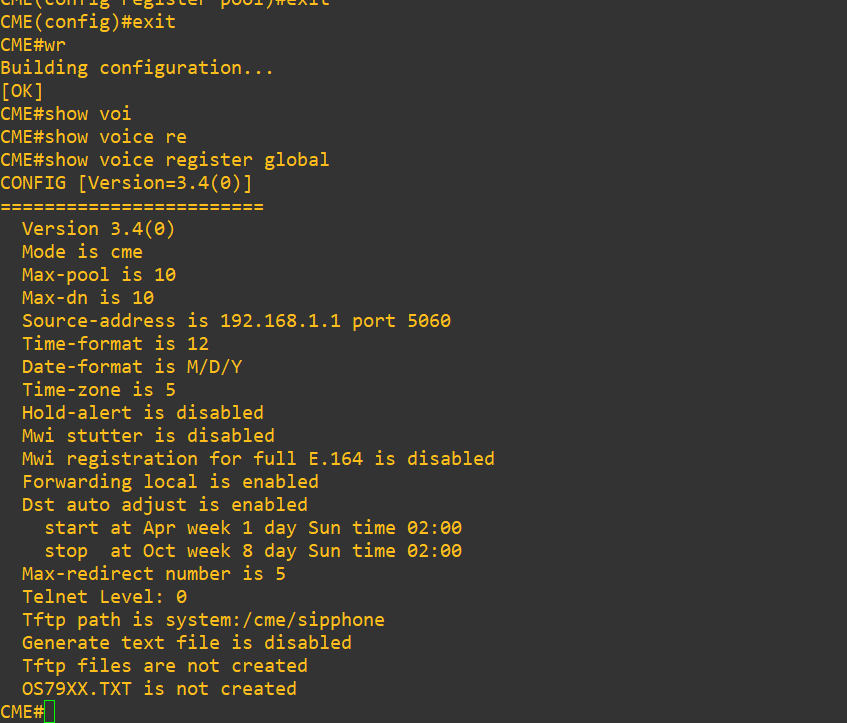 CME(config-register-pool)#exit
CME(config)#exit
CME#wr
Building configuration...
[OK]
CME#show voi
CME#show voice re
CME#show voice register global
CONFIG [Version=3.4(0)]
========================
Version 3.4(0)
Mode is cme
Max-pool is 10
Max-dn is 10
Source-address is 192.168.1.1 port 5060
Time-format is 12
Date-format is M/D/Y
Time-zone is 5
Hold-alert is disabled
Mwi stutter is disabled
Mwi registration for full E.164 is disabled
Forwarding local is enabled
Dst auto adjust is enabled
start at Apr week 1 day Sun time 02:00
stop  at Oct week 8 day Sun time 02:00
Max-redirect number is 5
Telnet Level: 0
Tftp path is system:/cme/sipphone
Generate text file is disabled
Tftp files are not created
OS79XX.TXT is not created
CME#